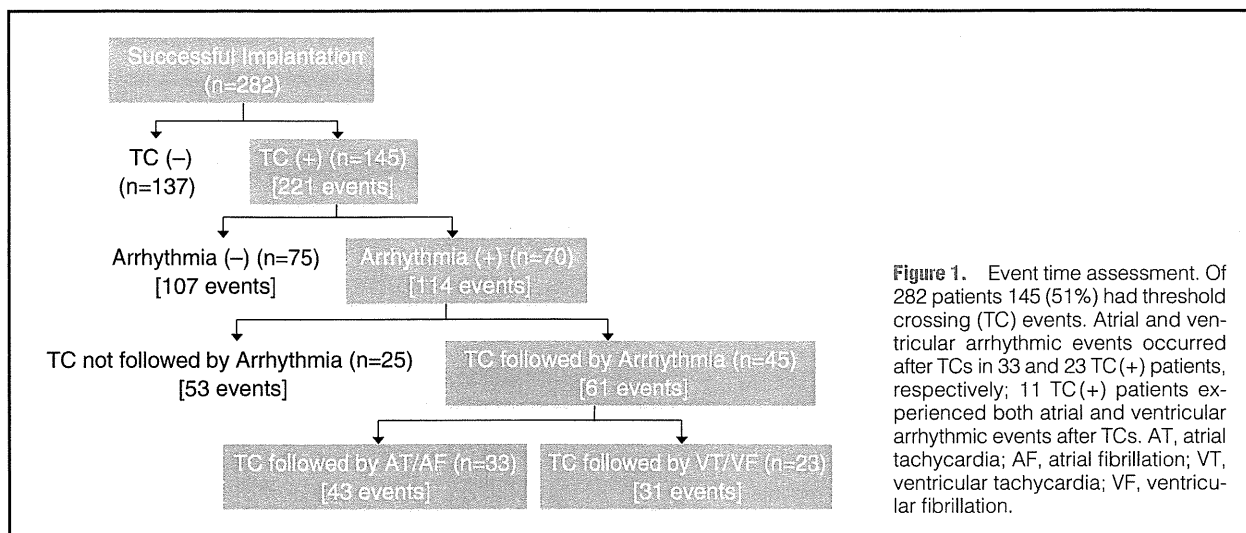 Successful Implantation
(n=282)
TC (–)
(n=137)
TC (+) (n=145)
[221 events]
Arrhythmia (–) (n=75)
[107 events]
Arrhythmia (+) (n=70)
[114 events]
TC not followed by Arrhythmia (n=25)
[53 events]
TC followed by Arrhythmia (n=45)
[61 events]
TC followed by AT/AF (n=33)
[43 events]
TC followed by VT/VF (n=23)
[31 events]
Figure 1. Event time assessment. Of
282 patients 145 (51%) had threshold
crossing (TC) events. Atrial and ven-
tricular arrhythmic events occurred
after TCs in 33 and 23 TC(+) patients,
respectively; 11 TC(+) patients ex-
perienced both atrial and ventricular
arrhythmic events after TCs. AT, atrial
tachycardia; AF, atrial fibrillation; VT,
ventricular tachycardia; VF, ventricu-
lar fibrillation.